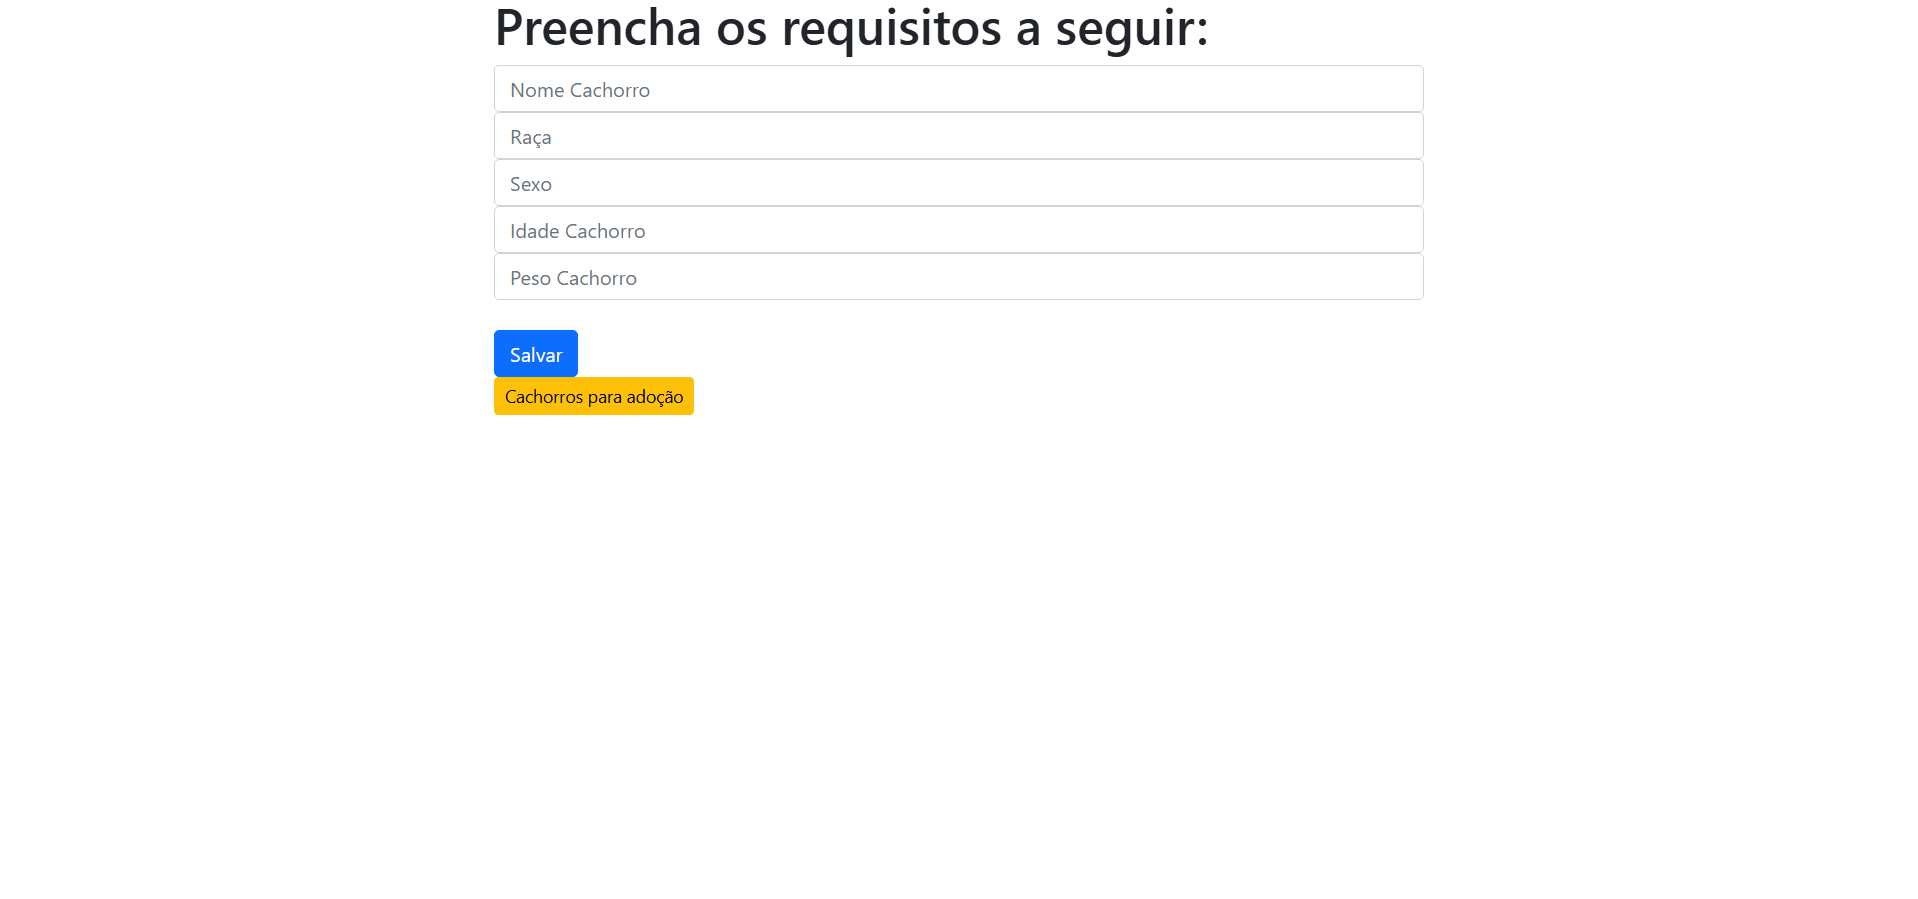 Preencha os requisitos a seguir:
Nome Cachorro
Raça
Sexo
Idade Cachorro
Peso Cachorro
Salvar
Cachorros para adoção